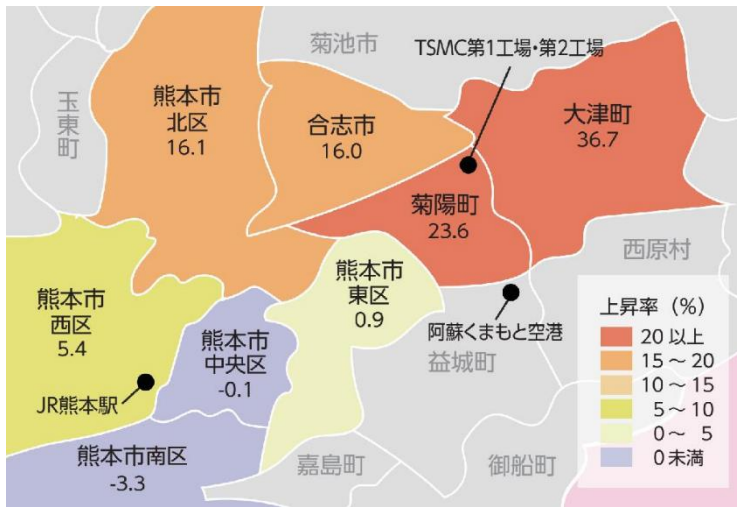 菊池市
TSMC第1工場・第2工場
玉東町
熊本市
北区
16.1
合志市
16.0
大津町
36.7
菊陽町
23.6
西原村
熊本市
東区
0.9
熊本市
西区
5.4
熊本市
中央区
-0.1
阿蘇くまもと空港
益城町
JR熊本駅
熊本市南区
-3.3
嘉島町
御船町
上昇率（%）
20以上
15～20
10～15
5～10
0～ 5
0未満